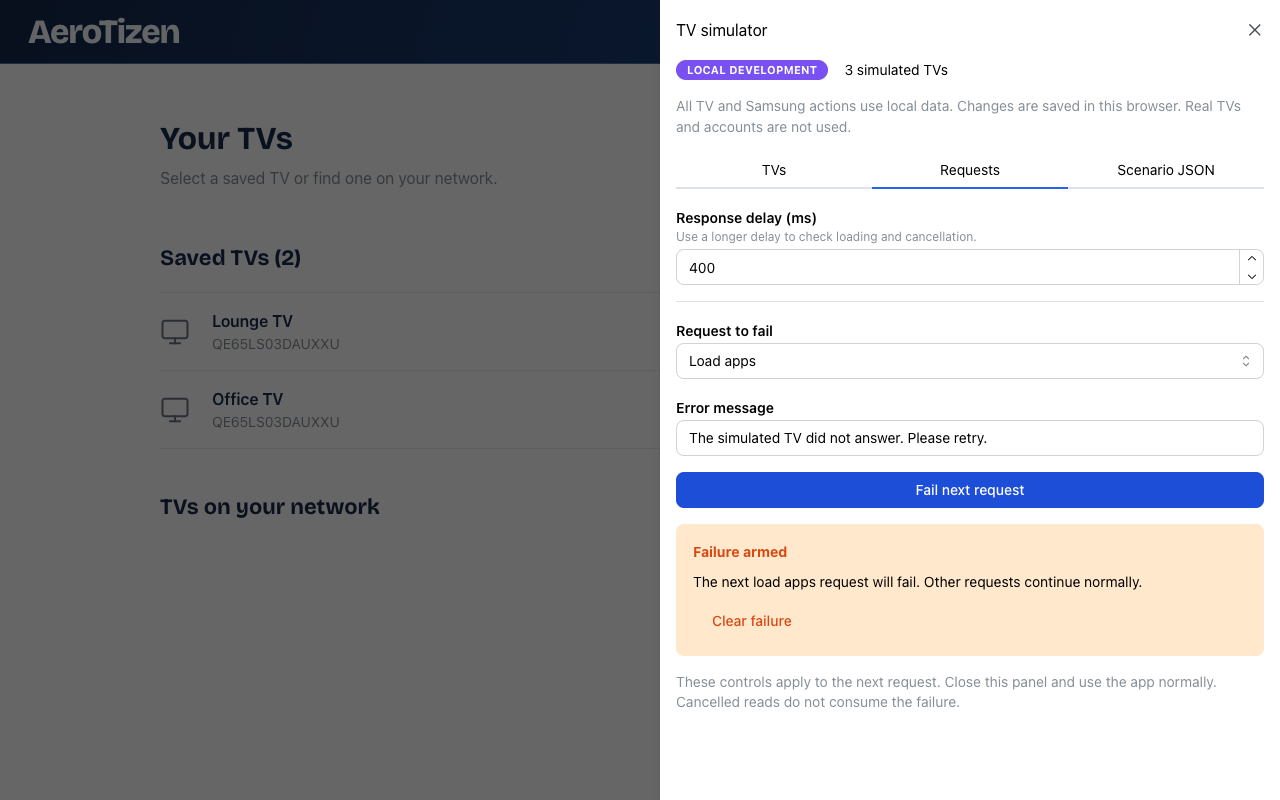 AeroTizen
Your TVs
Select a saved TV or find one on your network.
Saved TVs (2)
Lounge TV
QE65LS03DAUXXU
Office TV
QE65LS03DAUXXU
TVs on your network
TV simulator
LOCAL DEVELOPMENT 3 simulated TVs
All TV and Samsung actions use local data. Changes are saved in this browser. Real TVs
and accounts are not used.
TVs Requests Scenario JSON
Response delay (ms)
Use a longer delay to check loading and cancellation.
400
Request to fail
Load apps
Error message
The simulated TV did not answer. Please retry.
Fail next request
Failure armed
The next load apps request will fail. Other requests continue normally.
Clear failure
These controls apply to the next request. Close this panel and use the app normally.
Cancelled reads do not consume the failure.